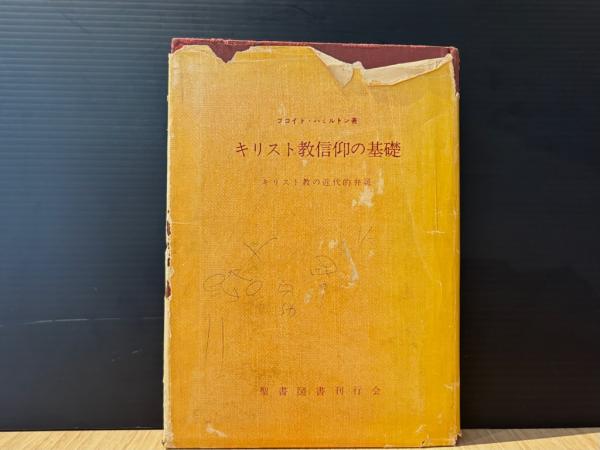 フロイド・ハミルトン著
キリスト教信仰の基礎
キリスト教の近代的弁証
聖書図書刊行会